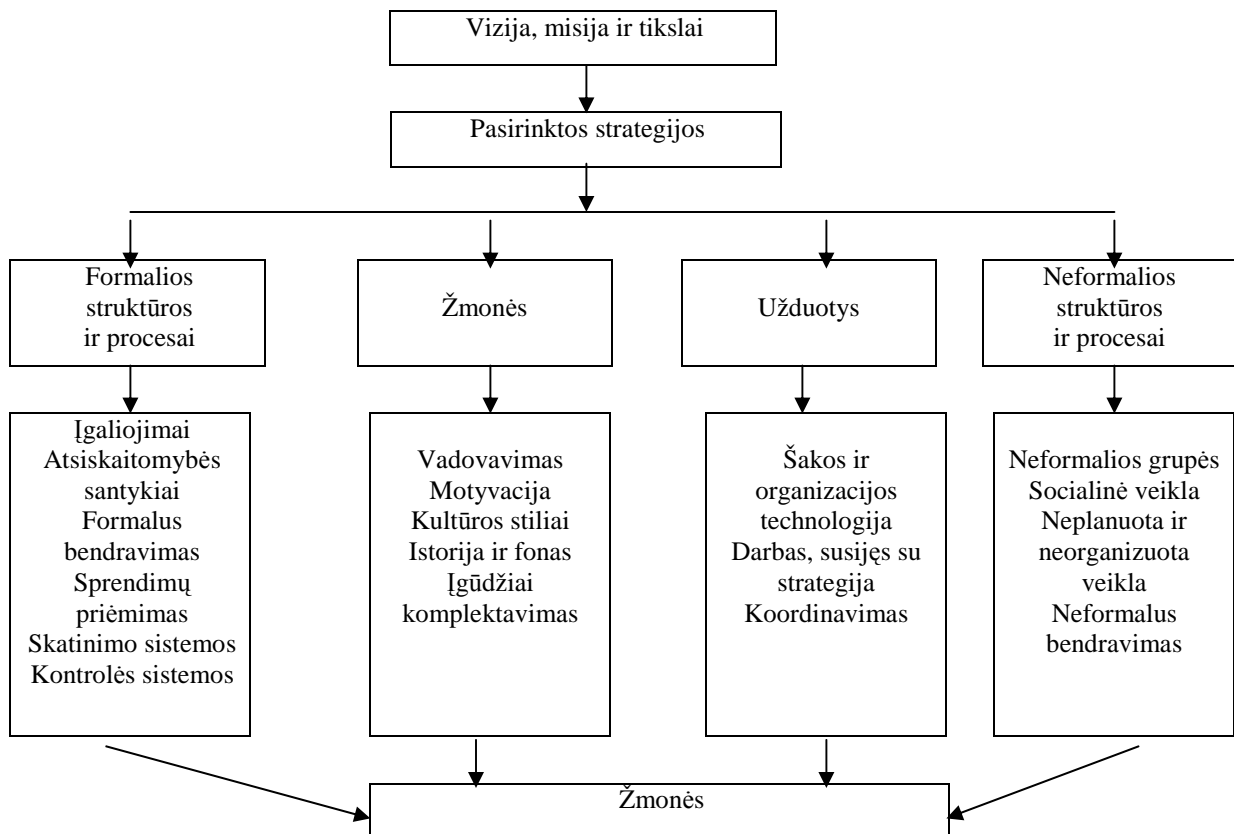 Vizija, misija ir tikslai
Pasirinktos strategijos
Formalios
struktūros
ir procesai
Žmonės
Užduotys
Neformalios
struktūros
ir procesai
Įgaliojimai
Atsiskaitomybės
santykiai
Formalus
bendravimas
Sprendimų
priėmimas
Skatinimo sistemos
Kontrolės sistemos
Vadovavimas
Motyvacija
Kultūros stiliai
Istorija ir fonas
Įgūdžiai
komplektavimas
Šakos ir
organizacijos
technologija
Darbas, susijęs su
strategija
Koordinavimas
Neformalios grupės
Socialinė veikla
Neplanuota ir
neorganizuota
veikla
Neformalus
bendravimas
Žmonės